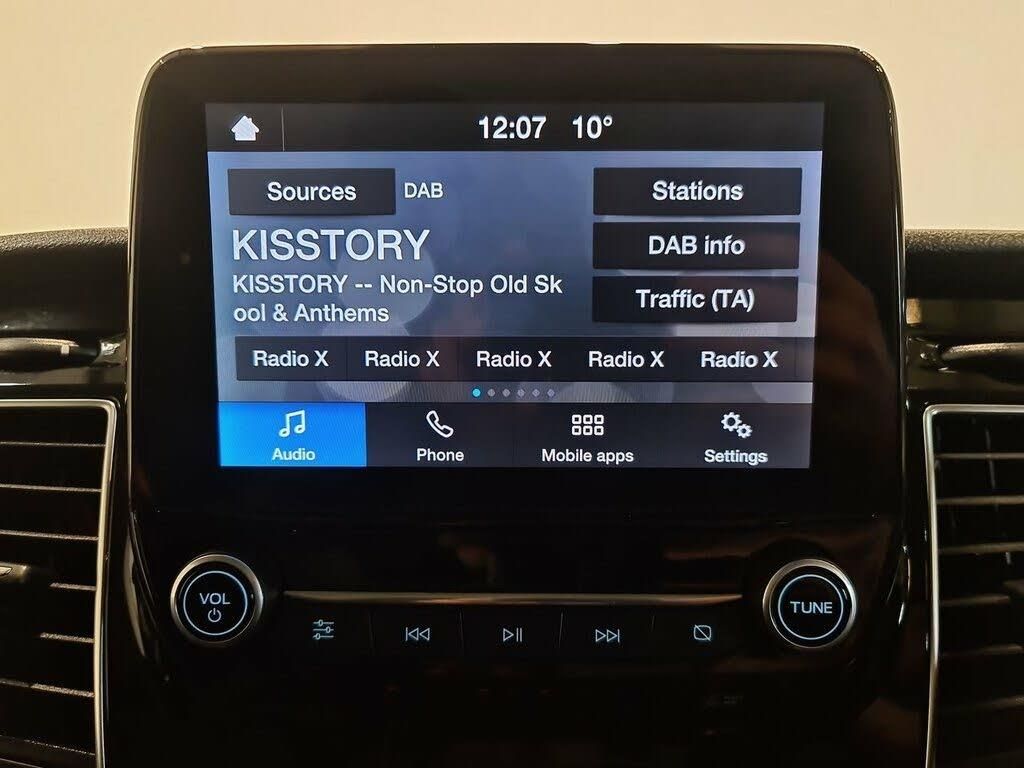 12:07 10°
Sources DAB Stations
KISSTORY DAB info
KISSTORY -- Non-Stop Old Sk
ool & Anthems
Traffic (TA)
Radio X Radio X Radio X Radio X Radio X
Audio Phone Mobile apps Settings
VOL TUNE